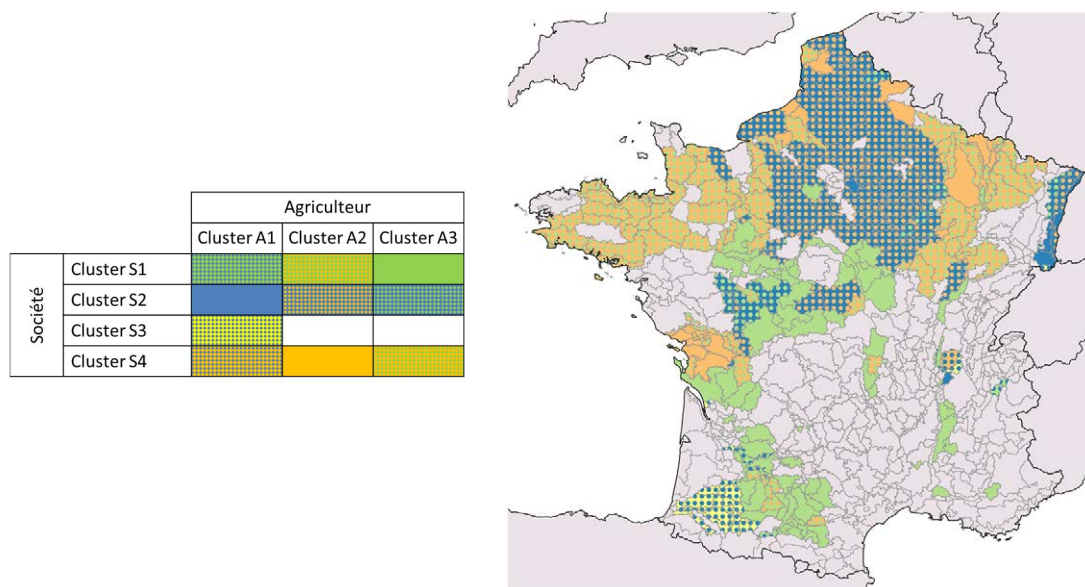 Agriculteur
Cluster A1 Cluster A2 Cluster A3
Société
Cluster S1
Cluster S2
Cluster S3
Cluster S4